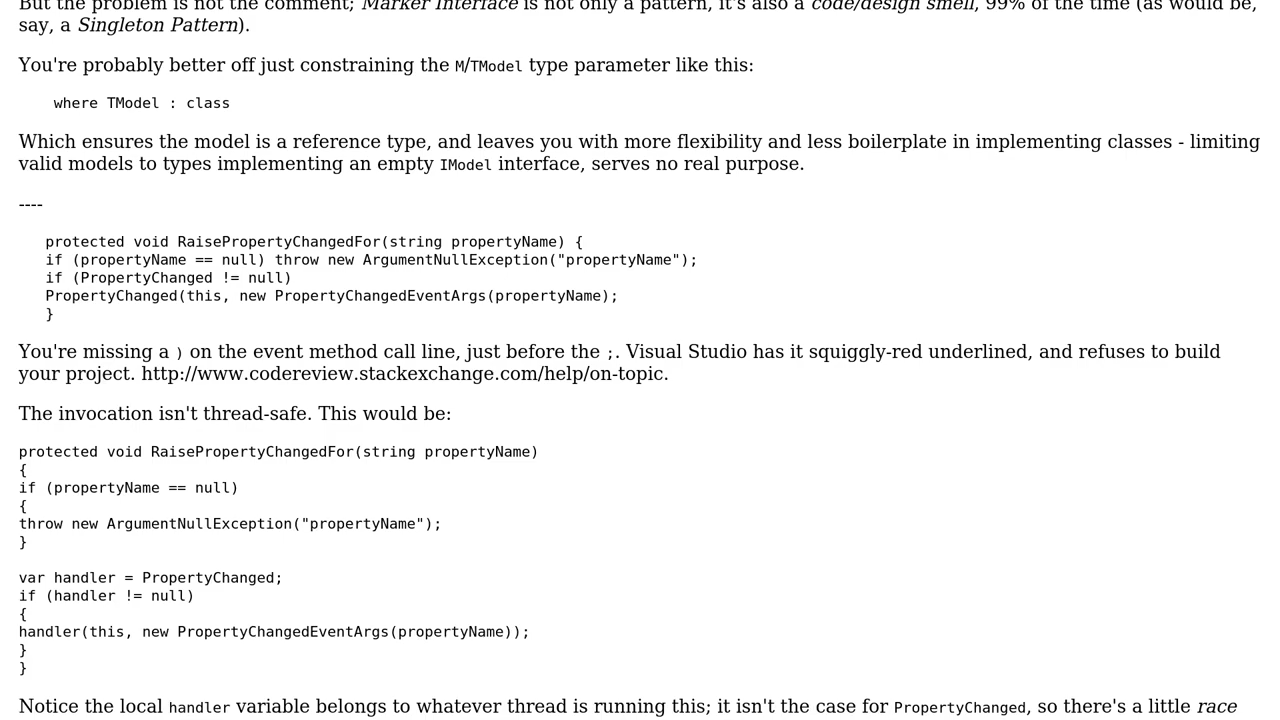 But the problem is not the comment; Marker Interface is not only a pattern, it's also a code/design smell, 99% of the time (as would be,
say, a Singleton Pattern).
You're probably better off just constraining the M/TModel type parameter like this:
where TModel : class
Which ensures the model is a reference type, and leaves you with more flexibility and less boilerplate in implementing classes - limiting
valid models to types implementing an empty IModel interface, serves no real purpose.
----
protected void RaisePropertyChangedFor(string propertyName) {
if (propertyName == null) throw new ArgumentNullException("propertyName");
if (PropertyChanged != null)
PropertyChanged(this, new PropertyChangedEventArgs(propertyName);
}
You're missing a ) on the event method call line, just before the ;. Visual Studio has it squiggly-red underlined, and refuses to build
your project. http://www.codereview.stackexchange.com/help/on-topic.
The invocation isn't thread-safe. This would be:
protected void RaisePropertyChangedFor(string propertyName)
{
if (propertyName == null)
{
throw new ArgumentNullException("propertyName");
}
var handler = PropertyChanged;
if (handler != null)
{
handler(this, new PropertyChangedEventArgs(propertyName));
}
}
Notice the local handler variable belongs to whatever thread is running this; it isn't the case for PropertyChanged, so there's a little race